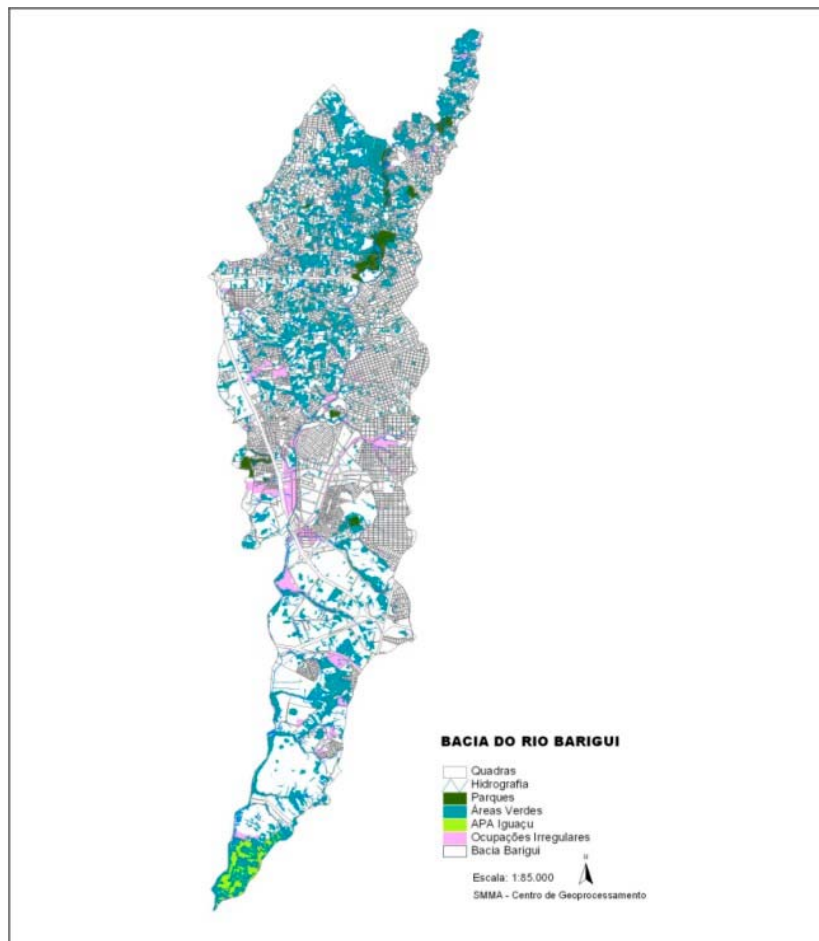 BACIA DO RIO BARIGUI
Quadras
Hidrografia
Parques
Áreas Verdes
APA Iguaçu
Ocupações Irregulares
Bacia Barigui
N
Escala: 1:85.000
SMMA - Centro de Geoprocessamento